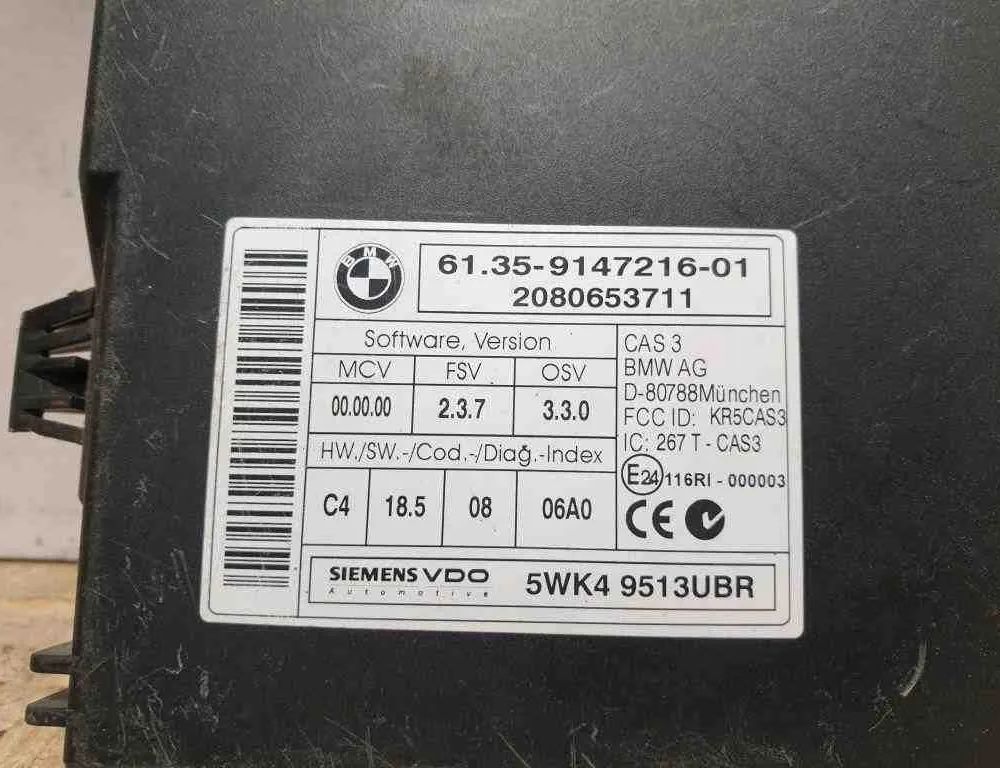 BMW
61.35-9147216-01
2080653711
Software, Version
MCV FSV OSV
00.00.00 2.3.7 3.3.0
HW./SW.-/Cod.-/Diag.-Index
C4 18.5 08 06A0
CAS 3
BMW AG
D-80788München
FCC ID: KR5CAS3
IC: 267 T - CAS3
E24 116RI - 000003
CE
SIEMENS VDO
Automotive
5WK4 9513UBR